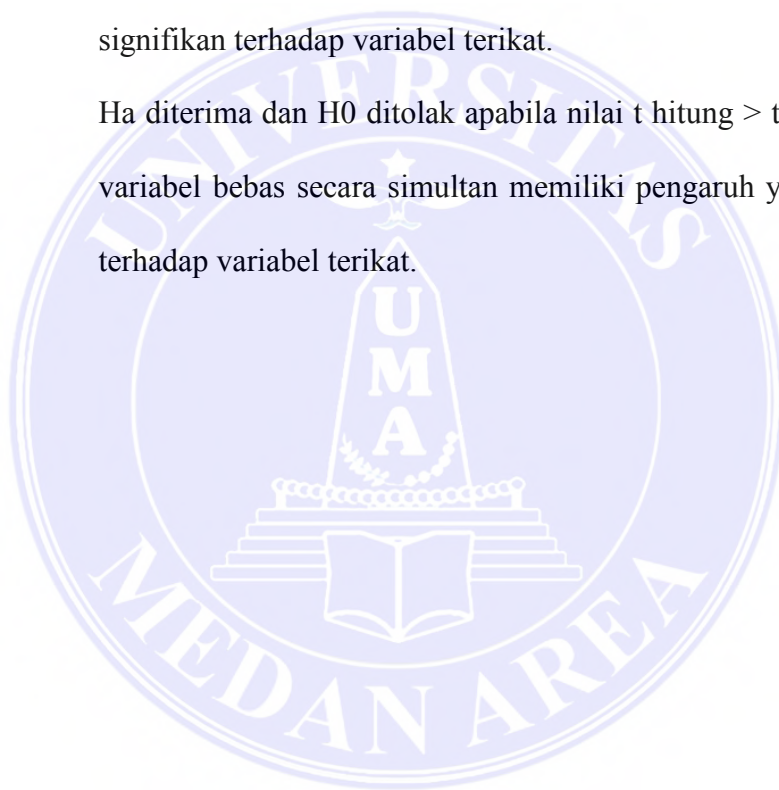 signifikan terhadap variabel terikat.
Ha diterima dan H0 ditolak apabila nilai t hitung > t
variabel bebas secara simultan memiliki pengaruh y
terhadap variabel terikat.
UNIVERSITAS
U
M
A
MEDAN AREA